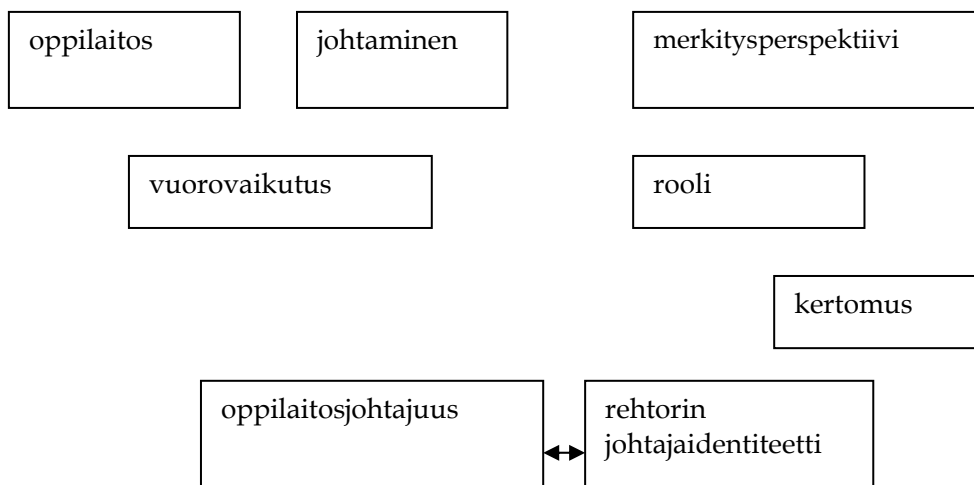 oppilaitos
johtaminen
merkitysperspektiivi
vuorovaikutus
rooli
kertomus
oppilaitosjohtajuus
rehtorin
johtajaidentiteetti